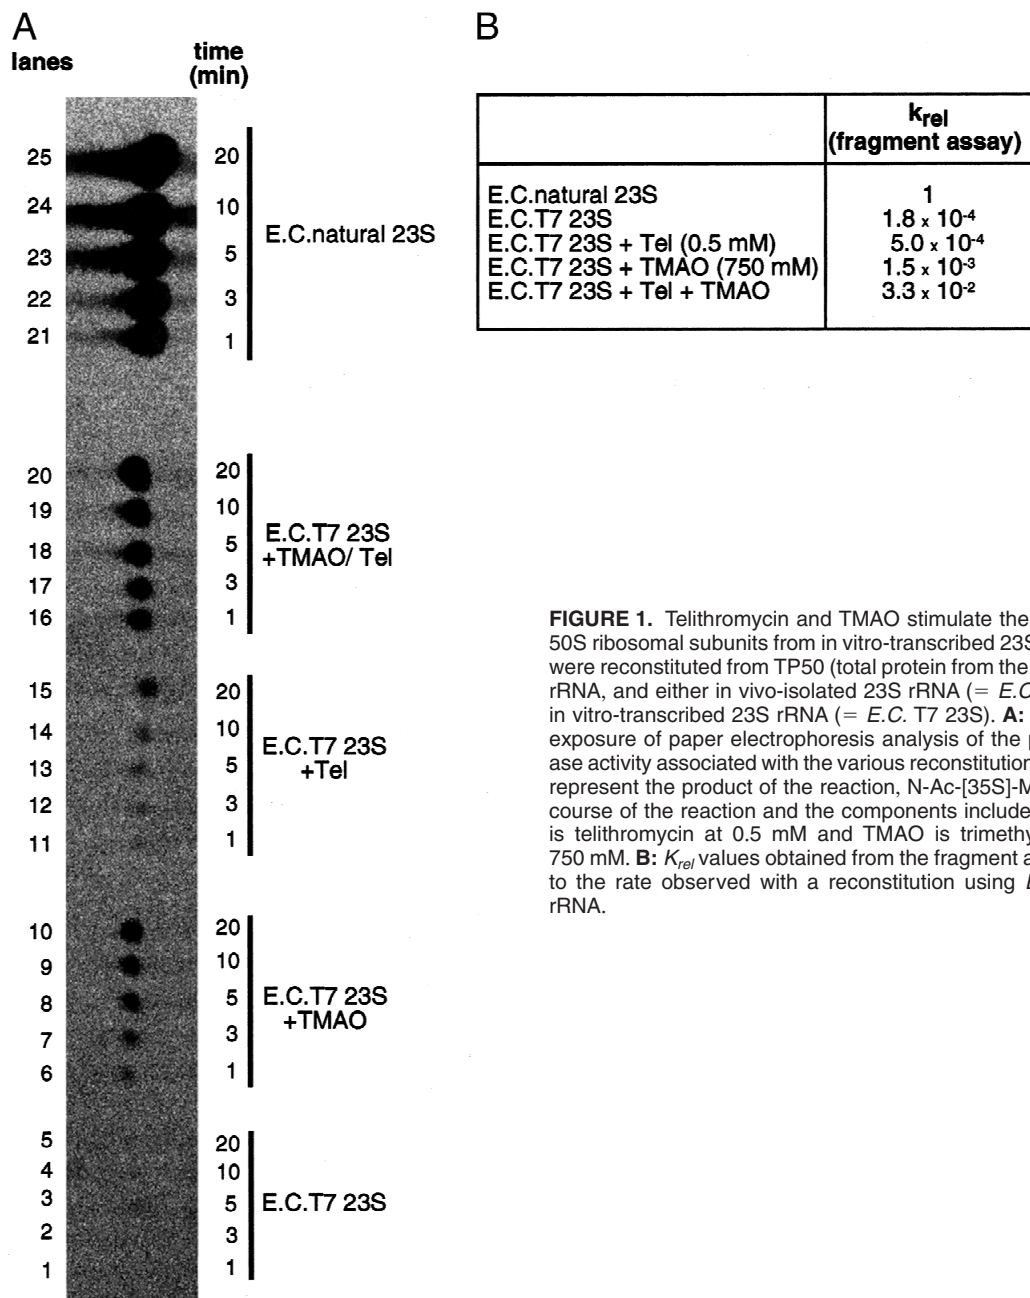 A
lanes
time
(min)
25
20
24
10
23
5
22
3
21
1
E.C.natural 23S
20
20
19
10
18
5
17
3
16
1
E.C.T7 23S
+TMAO/ Tel
15
20
14
10
13
5
12
3
11
1
E.C.T7 23S
+Tel
10
20
9
10
8
5
7
3
6
1
E.C.T7 23S
+TMAO
5
20
4
10
3
5
2
3
1
1
E.C.T7 23S
B
krel
(fragment assay)
E.C.natural 23S 1
E.C.T7 23S 1.8 x 10-4
E.C.T7 23S + Tel (0.5 mM) 5.0 x 10-4
E.C.T7 23S + TMAO (750 mM) 1.5 x 10-3
E.C.T7 23S + Tel + TMAO 3.3 x 10-2
FIGURE 1. Telithromycin and TMAO stimulate the
50S ribosomal subunits from in vitro-transcribed 23S
were reconstituted from TP50 (total protein from the
rRNA, and either in vivo-isolated 23S rRNA (= E.C
in vitro-transcribed 23S rRNA (= E.C. T7 23S). A:
exposure of paper electrophoresis analysis of the p
ase activity associated with the various reconstitution
represent the product of the reaction, N-Ac-[35S]-M
course of the reaction and the components include
is telithromycin at 0.5 mM and TMAO is trimethy
750 mM. B: Krel values obtained from the fragment a
to the rate observed with a reconstitution using
rRNA.